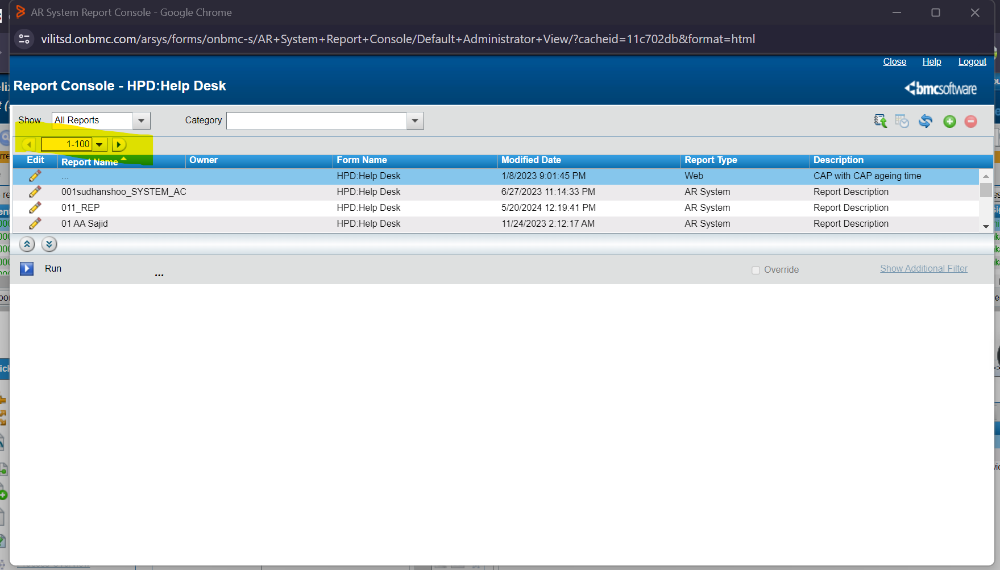 AR System Report Console - Google Chrome
vilitsd.onbmc.com/arsys/forms/onbmc-s/AR+System+Report+Console/Default+Administrator+View/?cacheid=11c702db&format=html
Close Help Logout
Report Console - HPD:Help Desk
bmcsoftware
Show All Reports Category
1-100
Edit Report Name Owner Form Name Modified Date Report Type Description
... HPD:Help Desk 1/8/2023 9:01:45 PM Web CAP with CAP ageing time
001sudhanshoo_SYSTEM_AC HPD:Help Desk 6/27/2023 11:14:33 PM AR System Report Description
011_REP HPD:Help Desk 5/20/2024 12:19:41 PM AR System Report Description
01 AA Sajid HPD:Help Desk 11/24/2023 2:12:17 AM AR System Report Description
Run ... Override Show Additional Filter